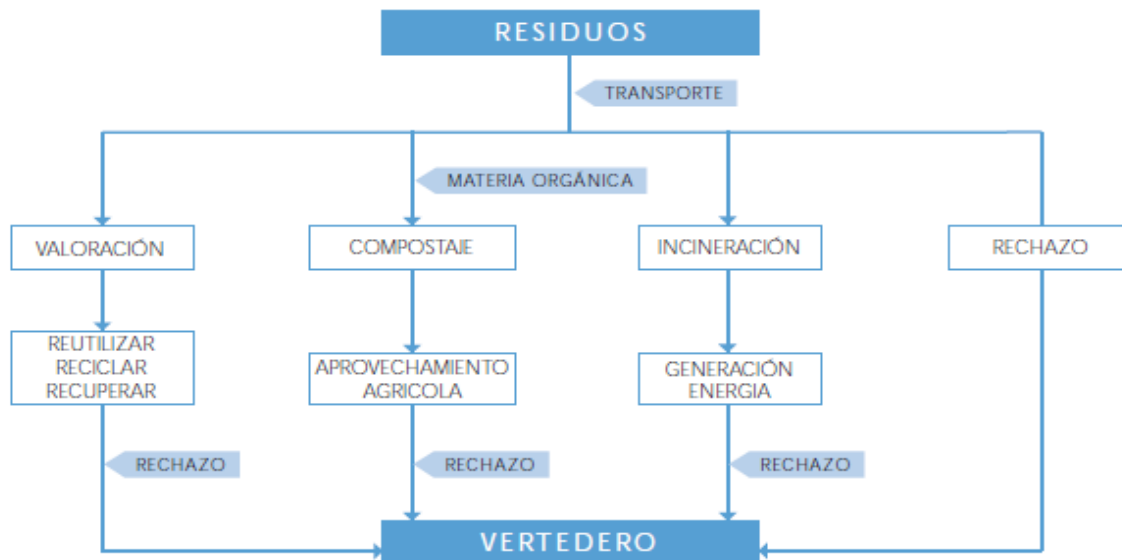 RESIDUOS
TRANSPORTE
MATERIA ORGÁNICA
VALORACIÓN
COMPOSTAJE
INCINERACIÓN
RECHAZO
REUTILIZAR
RECICLAR
RECUPERAR
APROVECHAMIENTO
AGRICOLA
GENERACIÓN
ENERGIA
RECHAZO
RECHAZO
RECHAZO
VERTEDERO